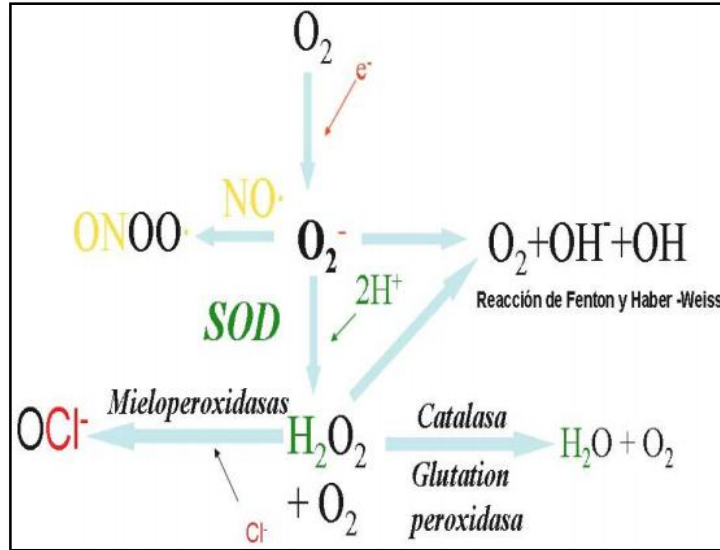 O₂
e⁻
NO·
ONOO·
O₂⁻
O₂+OH⁻+OH
Reacción de Fenton y Haber -Weiss
SOD
2H⁺
Mieloperoxidasas
OCl⁻
H₂O₂
+ O₂
Cl⁻
Catalasa
Glutation
peroxidasa
H₂O + O₂